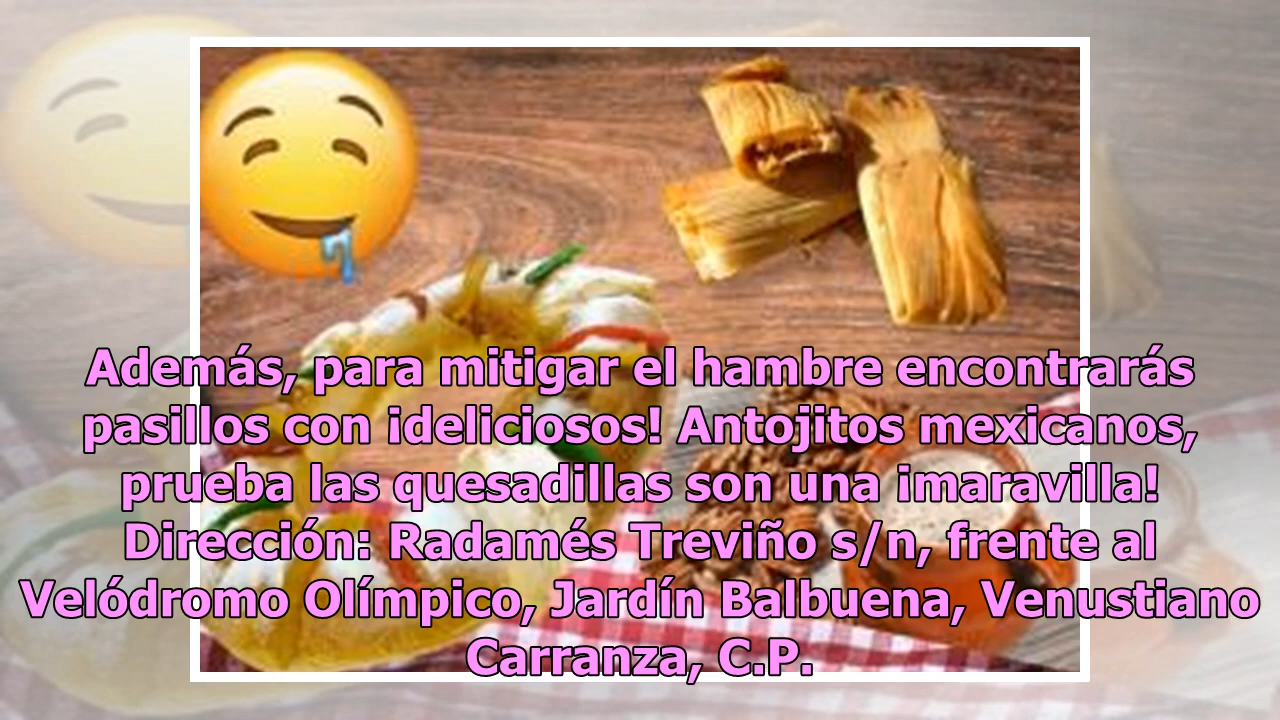 Además, para mitigar el hambre encontrarás
pasillos con ideliciosos! Antojitos mexicanos,
prueba las quesadillas son una imaravilla!
Dirección: Radamés Treviño s/n, frente al
Velódromo Olímpico, Jardín Balbuena, Venustiano
Carranza, C.P.